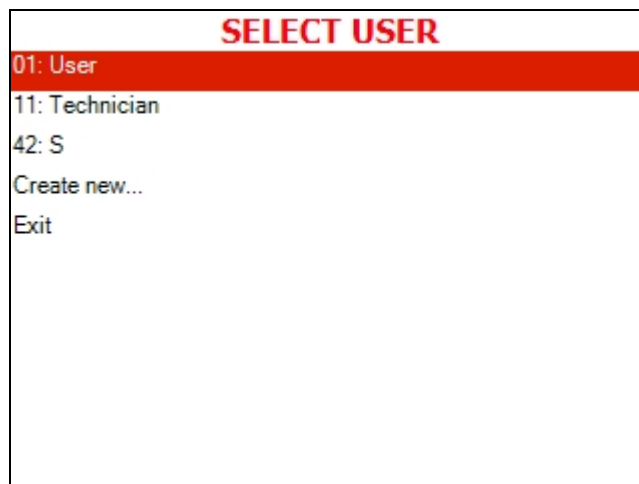 SELECT USER
01: User
11: Technician
42: S
Create new...
Exit